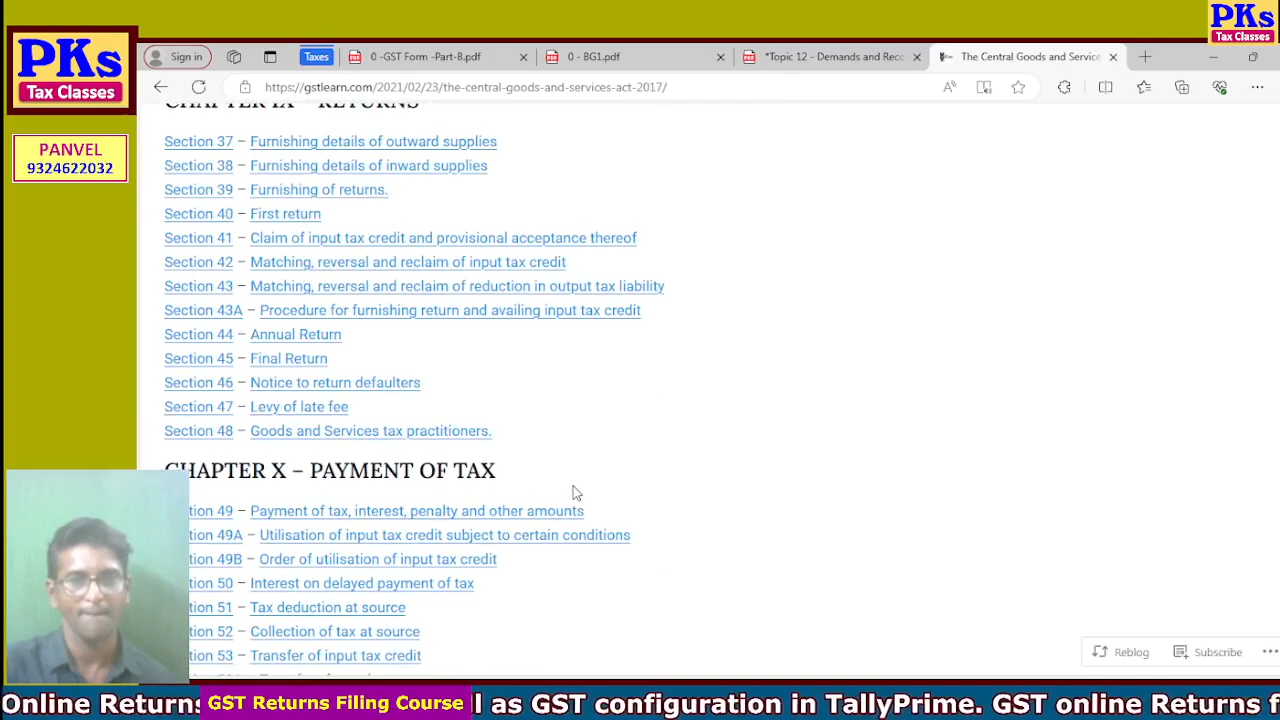 PKs
Tax Classes
PANVEL
9324622032
PKs
Tax Classes
Sign in
Taxes
0 -GST Form -Part-B.pdf
0 - BG1.pdf
*Topic 12 - Demands and Reco
The Central Goods and Service
https://gstlearn.com/2021/02/23/the-central-goods-and-services-act-2017/
CHAPTER IX – RETURNS
Section 37 – Furnishing details of outward supplies
Section 38 – Furnishing details of inward supplies
Section 39 – Furnishing of returns.
Section 40 – First return
Section 41 – Claim of input tax credit and provisional acceptance thereof
Section 42 – Matching, reversal and reclaim of input tax credit
Section 43 – Matching, reversal and reclaim of reduction in output tax liability
Section 43A – Procedure for furnishing return and availing input tax credit
Section 44 – Annual Return
Section 45 – Final Return
Section 46 – Notice to return defaulters
Section 47 – Levy of late fee
Section 48 – Goods and Services tax practitioners.
CHAPTER X – PAYMENT OF TAX
tion 49 – Payment of tax, interest, penalty and other amounts
tion 49A – Utilisation of input tax credit subject to certain conditions
tion 49B – Order of utilisation of input tax credit
tion 50 – Interest on delayed payment of tax
tion 51 – Tax deduction at source
tion 52 – Collection of tax at source
tion 53 – Transfer of input tax credit
Reblog
Subscribe
Online Returns
GST Returns Filing Course
ll as GST configuration in TallyPrime. GST online Returns f